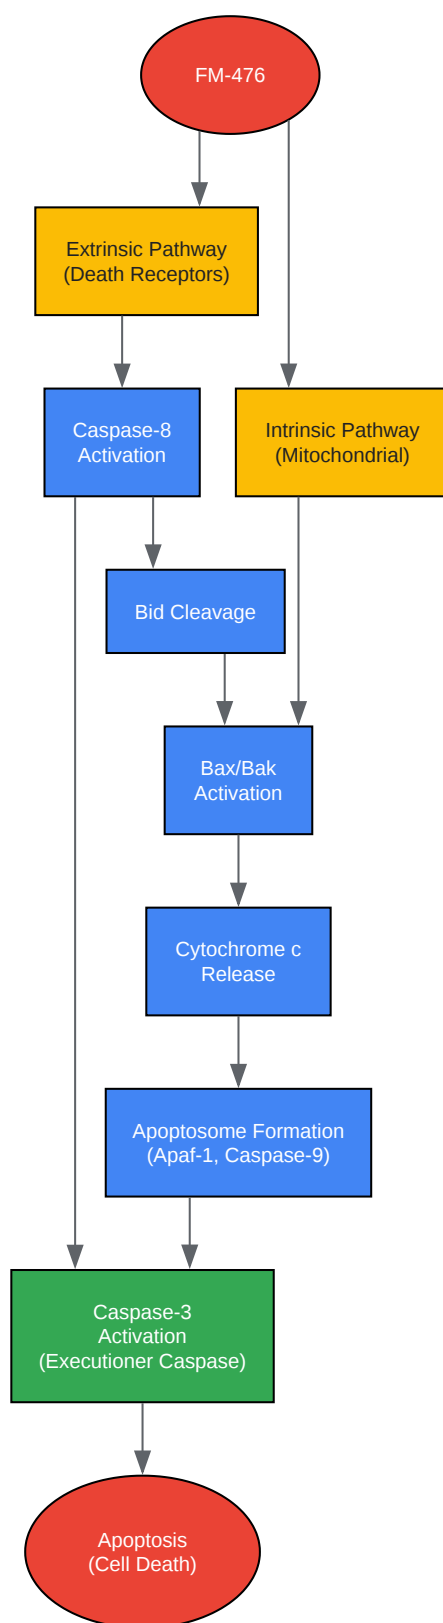 FM-476
Extrinsic Pathway
(Death Receptors)
Caspase-8
Activation
Intrinsic Pathway
(Mitochondrial)
Bid Cleavage
Bax/Bak
Activation
Cytochrome c
Release
Apoptosome Formation
(Apaf-1, Caspase-9)
Caspase-3
Activation
(Executioner Caspase)
Apoptosis
(Cell Death)